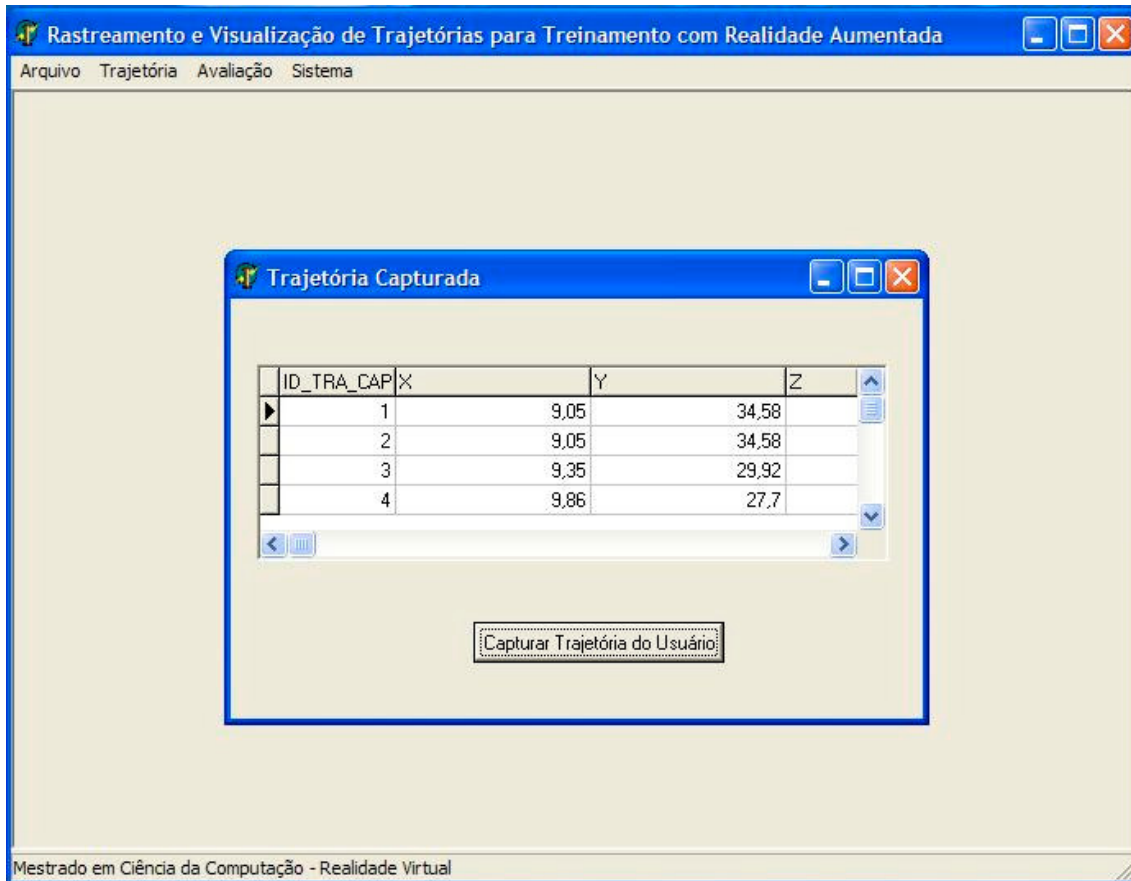 Rastreamento e Visualização de Trajetórias para Treinamento com Realidade Aumentada
Arquivo Trajetória Avaliação Sistema
Trajetória Capturada
ID_TRA_CAP X Y Z
1 9,05 34,58
2 9,05 34,58
3 9,35 29,92
4 9,86 27,7
Capturar Trajetória do Usuário
Mestrado em Ciência da Computação - Realidade Virtual